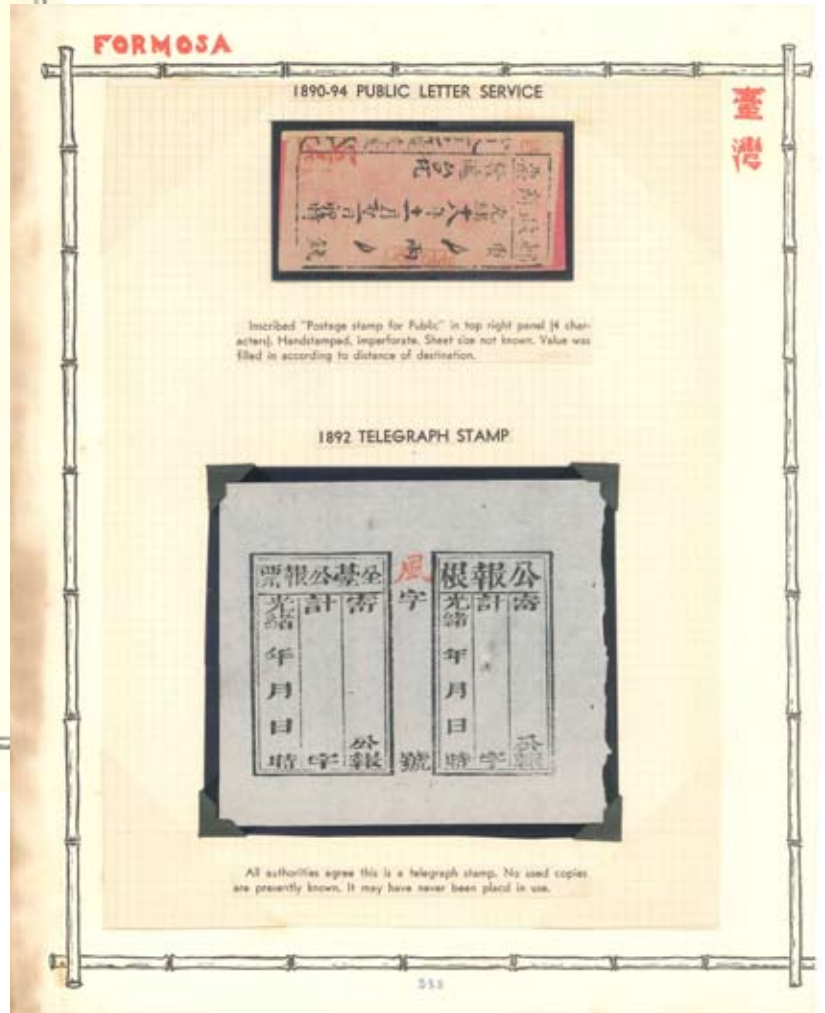 FORMOSA
臺灣
1890-94 PUBLIC LETTER SERVICE
Inscribed "Postage stamp for Public" in top right panel (4 char-
acters). Handstamped, imperforate. Sheet size not known. Value was
filled in according to distance of destination.
1892 TELEGRAPH STAMP
公報根
寄 計 光緒
年
月
日
公報 字 時
風
字
號
全臺公報票
寄 計 光緒
年
月
日
公報 字 時
All authorities agree this is a telegraph stamp. No used copies
are presently known. It may have never been placd in use.